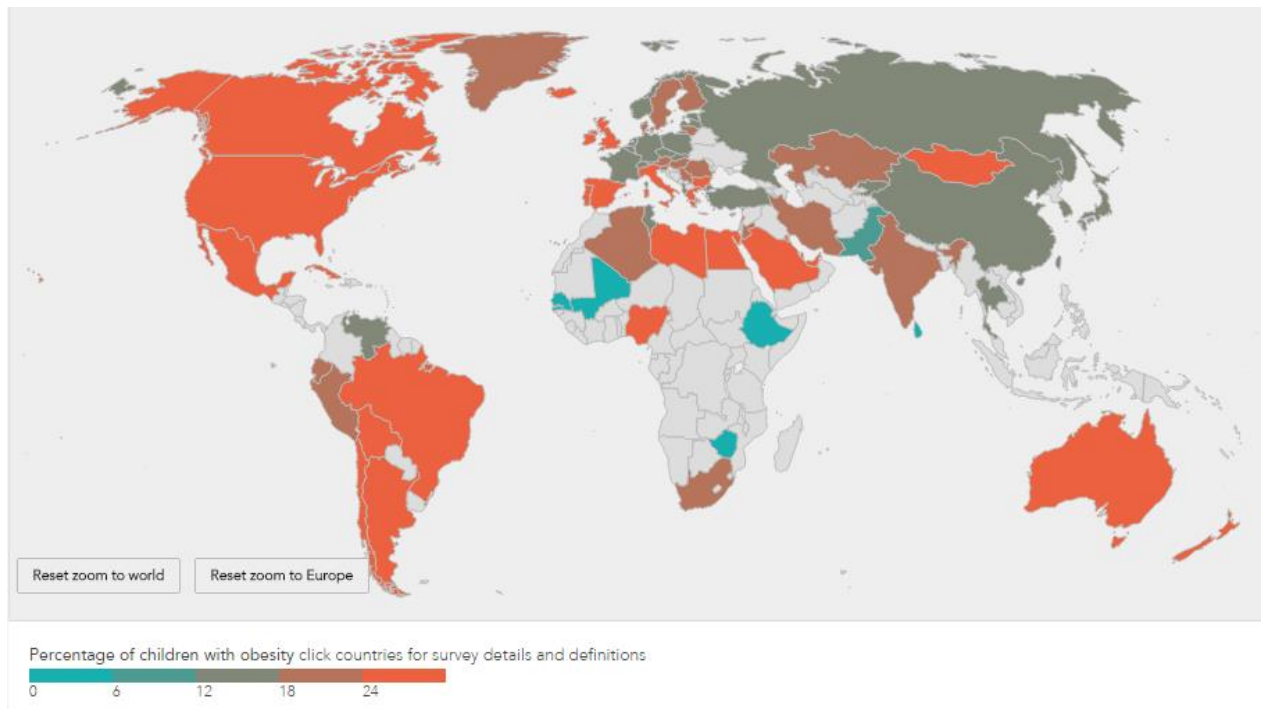 Reset zoom to world
Reset zoom to Europe
Percentage of children with obesity click countries for survey details and definitions
0 6 12 18 24